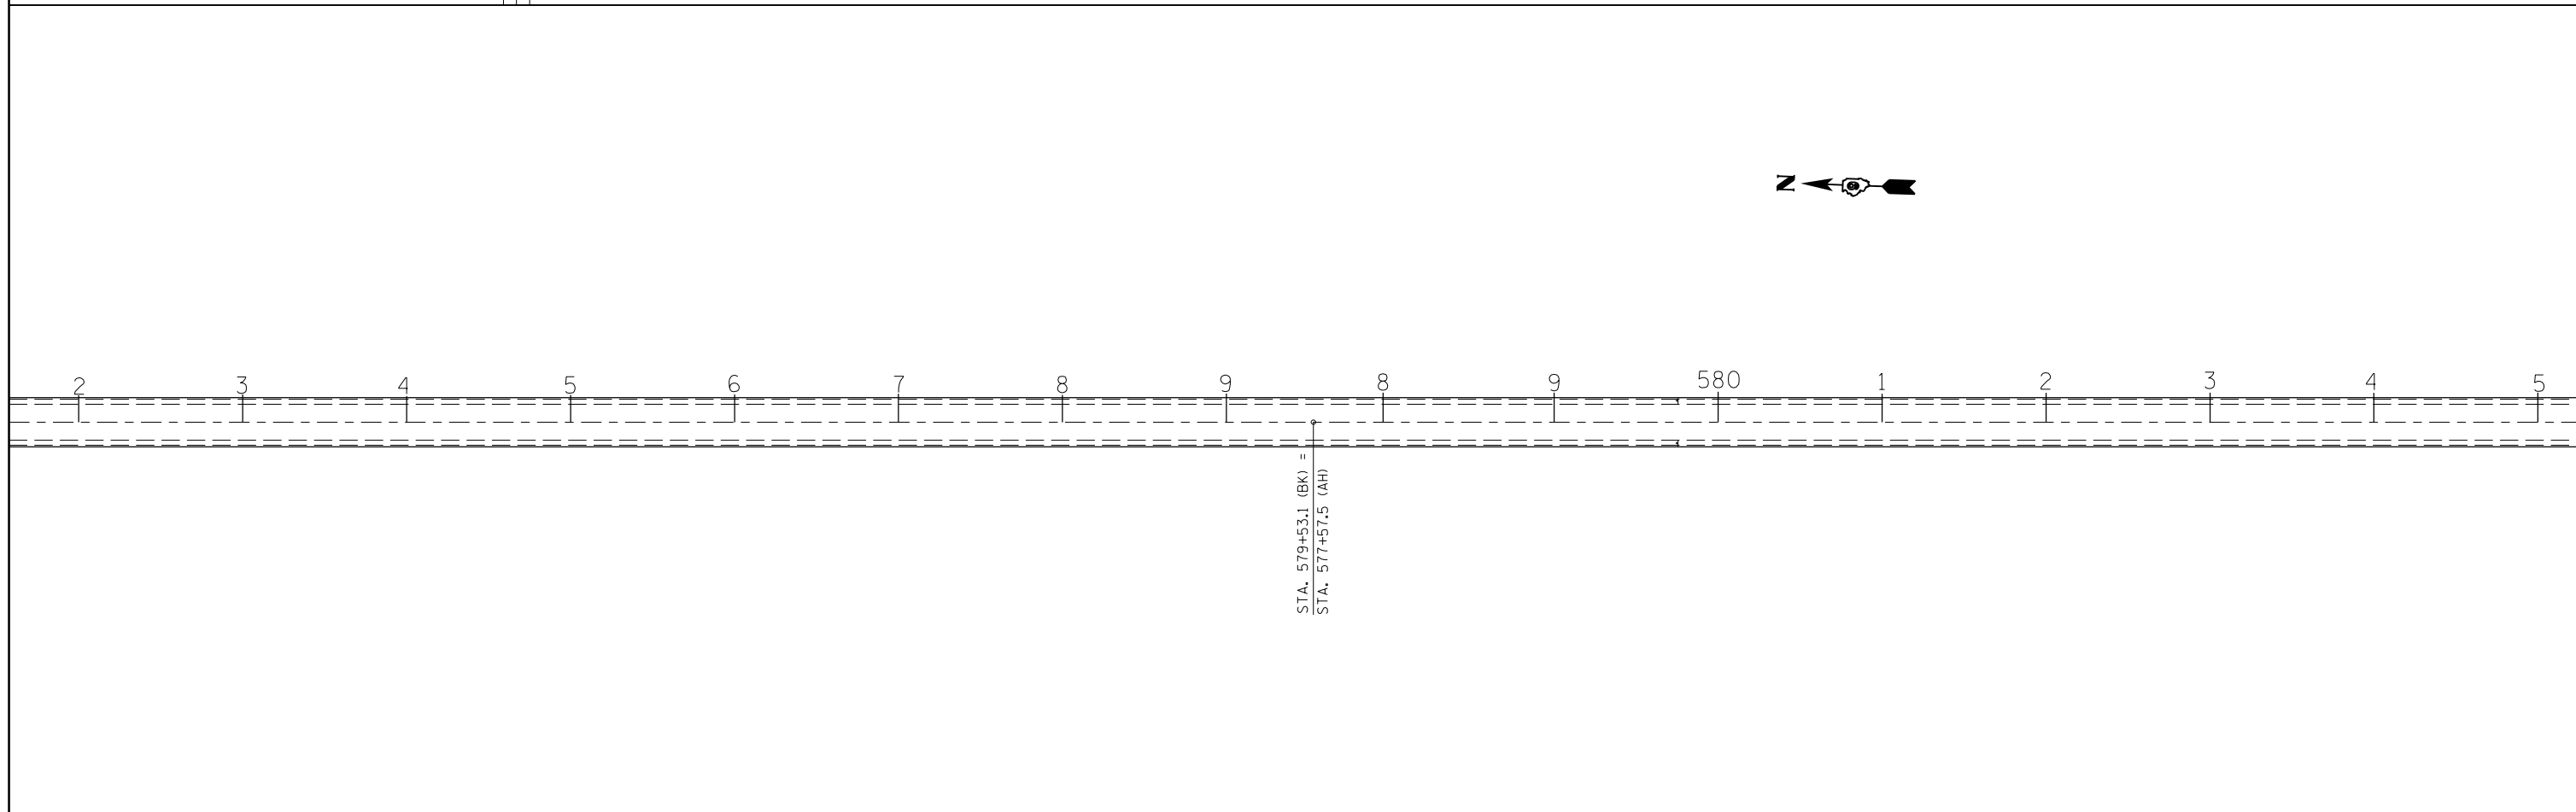 N
2 3 4 5 6 7 8 9 8 9 580 1 2 3 4 5
STA. 579+53.1 (BK) =
STA. 577+57.5 (AH)